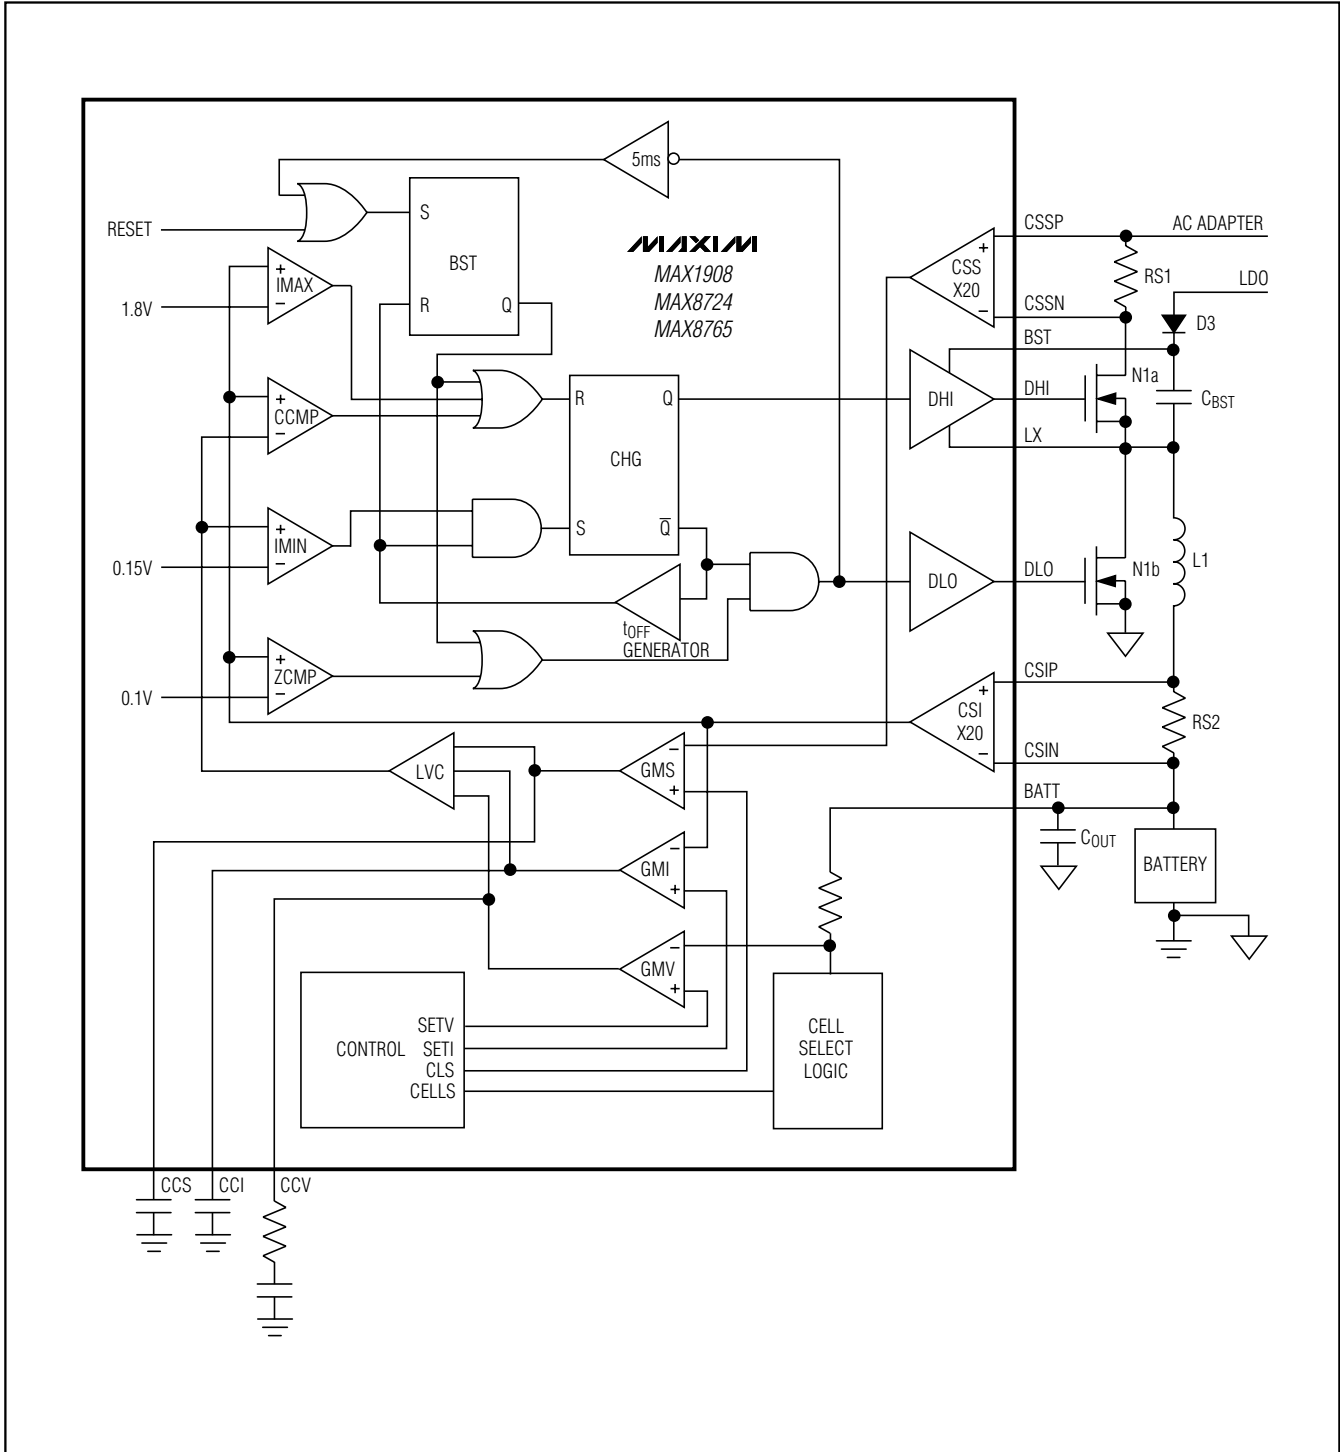 5ms
RESET
S
BST
R
Q
MAXIM
MAX1908
MAX8724
MAX8765
+
IMAX
−
1.8V
CSSP
AC ADAPTER
+
CSS
X20
−
RS1
LDO
CSSN
D3
BST
+
CCMP
−
R
Q
CHG
S
Q̅
DHI
DHI
N1a
CBST
LX
+
IMIN
−
0.15V
tOFF
GENERATOR
DLO
DLO
N1b
L1
+
ZCMP
−
0.1V
CSIP
+
CSI
X20
−
RS2
CSIN
LVC
−
GMS
+
BATT
COUT
BATTERY
−
GMI
+
−
GMV
+
CONTROL
SETV
SETI
CLS
CELLS
CELL
SELECT
LOGIC
CCS
CCI
CCV